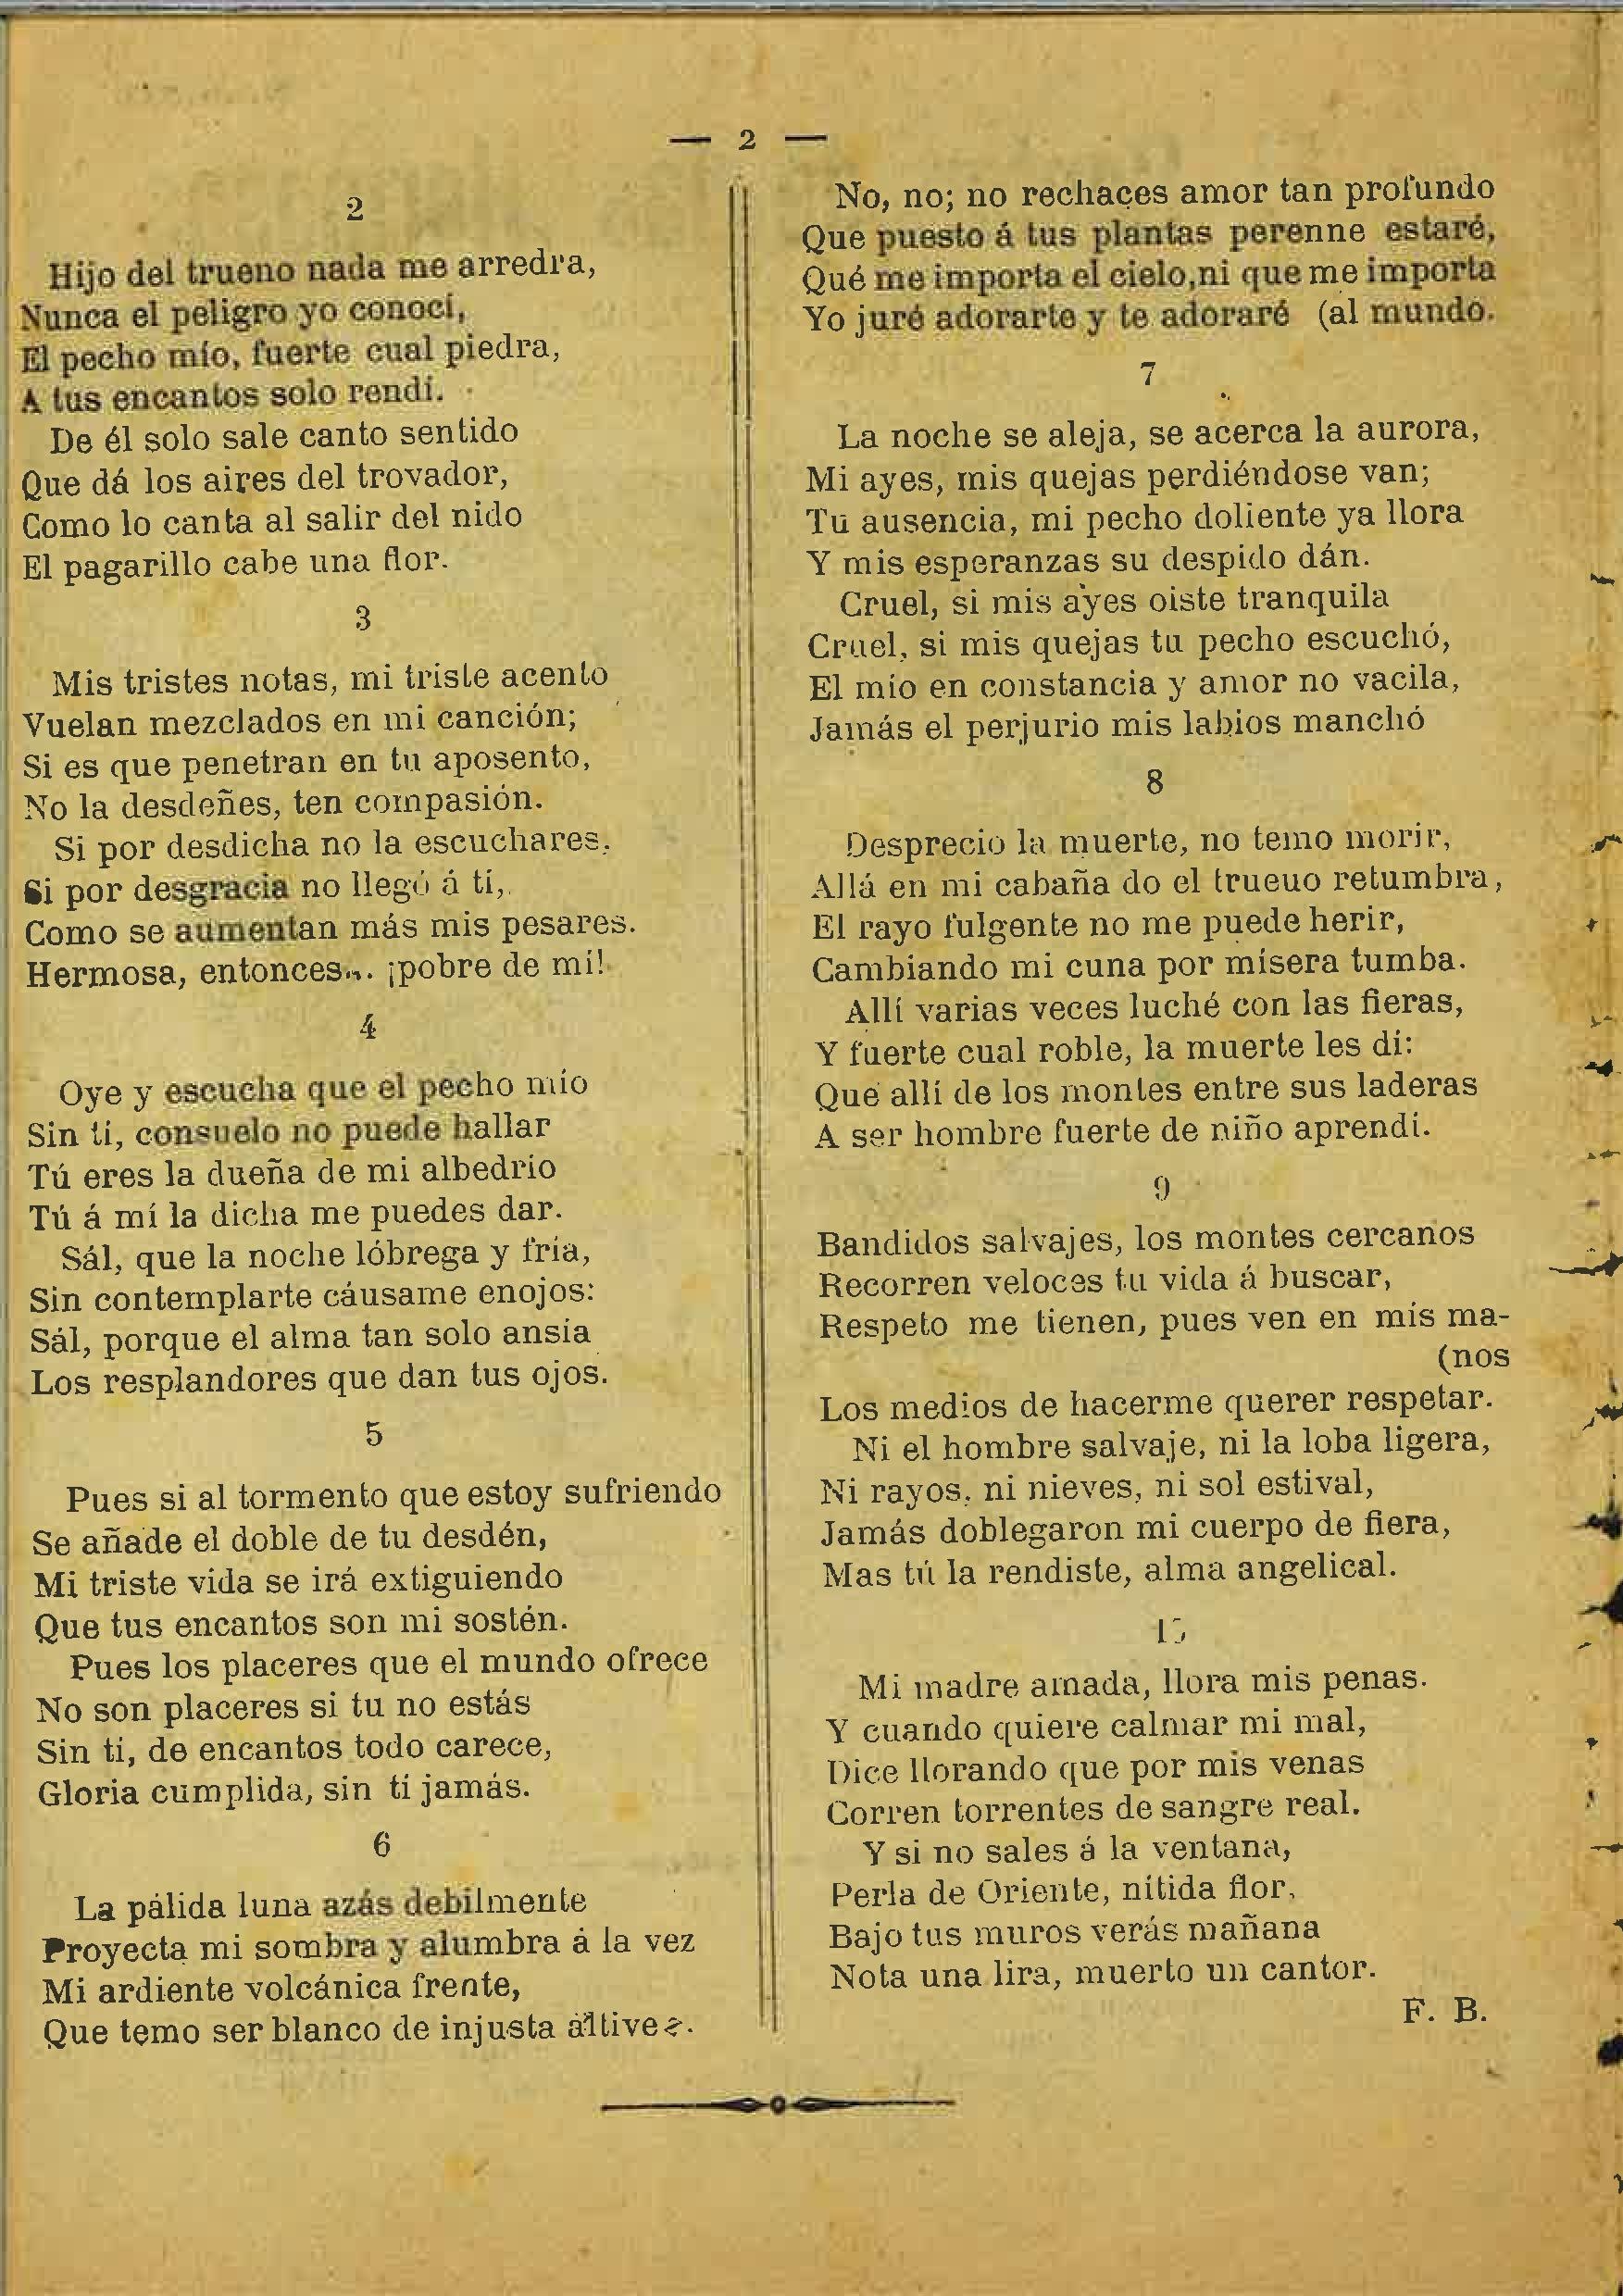 — 2 —
2
Hijo del trueno nada me arredra,
Nunca el peligro yo conocí,
El pecho mío, fuerte cual piedra,
A tus encantos solo rendí.
De él solo sale canto sentido
Que dá los aires del trovador,
Como lo canta al salir del nido
El pagarillo cabe una flor.
3
Mis tristes notas, mi triste acento
Vuelan mezclados en mi canción;
Si es que penetran en tu aposento,
No la desdeñes, ten compasión.
Si por desdicha no la escuchares,
Si por desgracia no llegó á tí,
Como se aumentan más mis pesares.
Hermosa, entonces... ¡pobre de mí!
4
Oye y escucha que el pecho mío
Sin tí, consuelo no puede hallar
Tú eres la dueña de mi albedrío
Tú á mí la dicha me puedes dar.
Sál, que la noche lóbrega y fría,
Sin contemplarte cáusame enojos:
Sál, porque el alma tan solo ansía
Los resplandores que dan tus ojos.
5
Pues si al tormento que estoy sufriendo
Se añade el doble de tu desdén,
Mi triste vida se irá extiguiendo
Que tus encantos son mi sostén.
Pues los placeres que el mundo ofrece
No son placeres si tu no estás
Sin ti, de encantos todo carece,
Gloria cumplida, sin ti jamás.
6
La pálida luna azás debilmente
Proyecta mi sombra y alumbra á la vez
Mi ardiente volcánica frente,
Que temo ser blanco de injusta altivez.
No, no; no rechaces amor tan profundo
Que puesto á tus plantas perenne estaré,
Qué me importa el cielo,ni que me importa
Yo juré adorarte y te adoraré (al mundo.
7
La noche se aleja, se acerca la aurora,
Mi ayes, mis quejas perdiéndose van;
Tu ausencia, mi pecho doliente ya llora
Y mis esperanzas su despido dán.
Cruel, si mis ayes oiste tranquila
Cruel, si mis quejas tu pecho escuchó,
El mío en constancia y amor no vacila,
Jamás el perjurio mis labios manchó
8
Desprecio la muerte, no temo morir,
Allá en mi cabaña do el trueuo retumbra,
El rayo fulgente no me puede herir,
Cambiando mi cuna por mísera tumba.
Allí varias veces luché con las fieras,
Y fuerte cual roble, la muerte les di:
Que allí de los montes entre sus laderas
A ser hombre fuerte de niño aprendí.
9
Bandidos salvajes, los montes cercanos
Recorren veloces tu vida á buscar,
Respeto me tienen, pues ven en mis ma-
(nos
Los medios de hacerme querer respetar.
Ni el hombre salvaje, ni la loba ligera,
Ni rayos, ni nieves, ni sol estival,
Jamás doblegaron mi cuerpo de fiera,
Mas tú la rendiste, alma angelical.
Mi madre amada, llora mis penas.
Y cuando quiere calmar mi mal,
Dice llorando que por mis venas
Corren torrentes de sangre real.
Y si no sales á la ventana,
Perla de Oriente, nítida flor,
Bajo tus muros verás mañana
Nota una lira, muerto un cantor.
F. B.